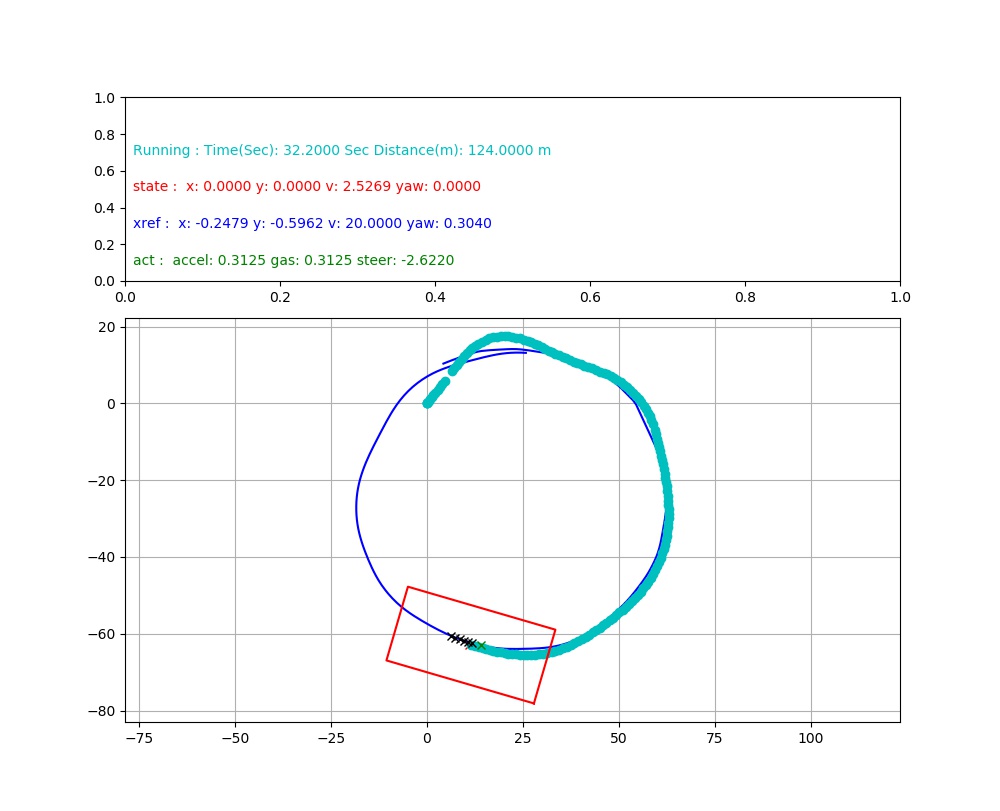 1.0
0.8
Running : Time(Sec): 32.2000 Sec Distance(m): 124.0000 m
0.6
state :  x: 0.0000 y: 0.0000 v: 2.5269 yaw: 0.0000
0.4
xref :  x: -0.2479 y: -0.5962 v: 20.0000 yaw: 0.3040
0.2
act :  accel: 0.3125 gas: 0.3125 steer: -2.6220
0.0
0.0 0.2 0.4 0.6 0.8 1.0
20
0
−20
−40
−60
−80
−75 −50 −25 0 25 50 75 100